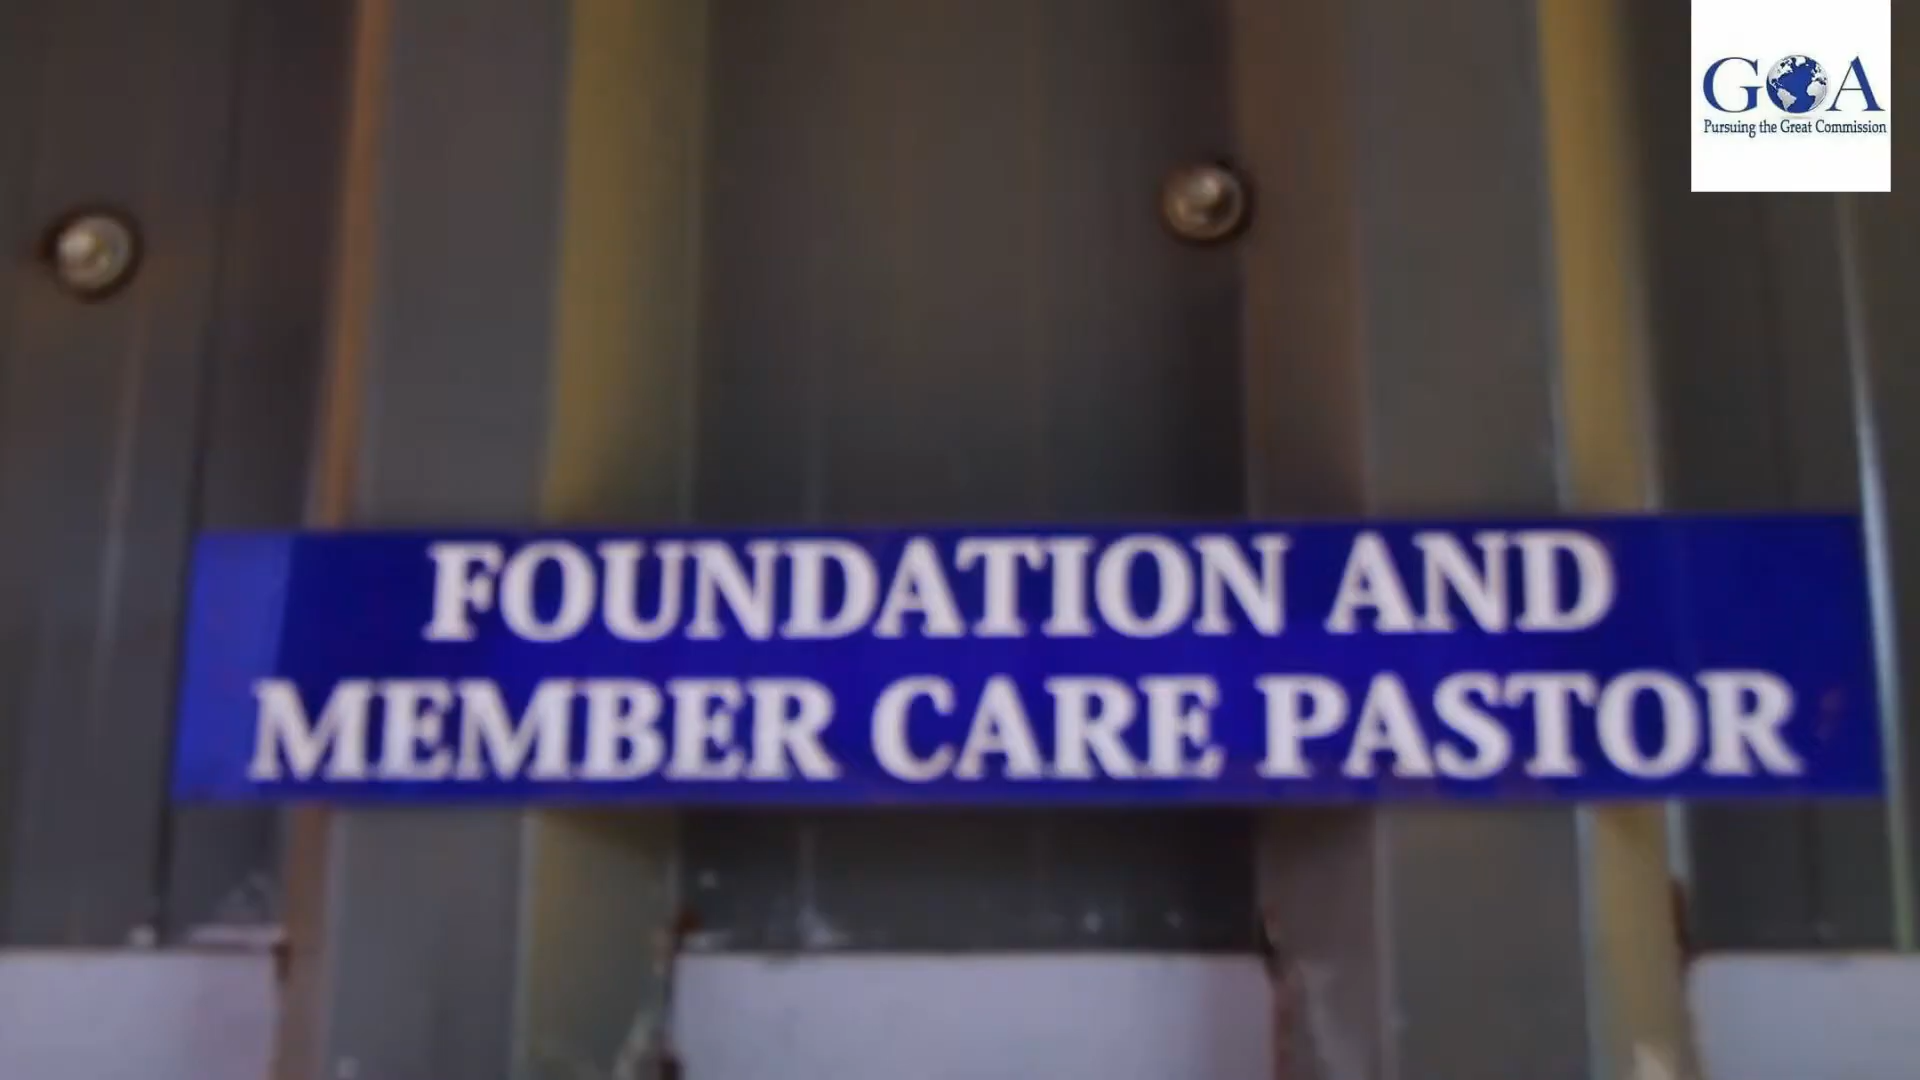 GOA
Pursuing the Great Commission
FOUNDATION AND
MEMBER CARE PASTOR